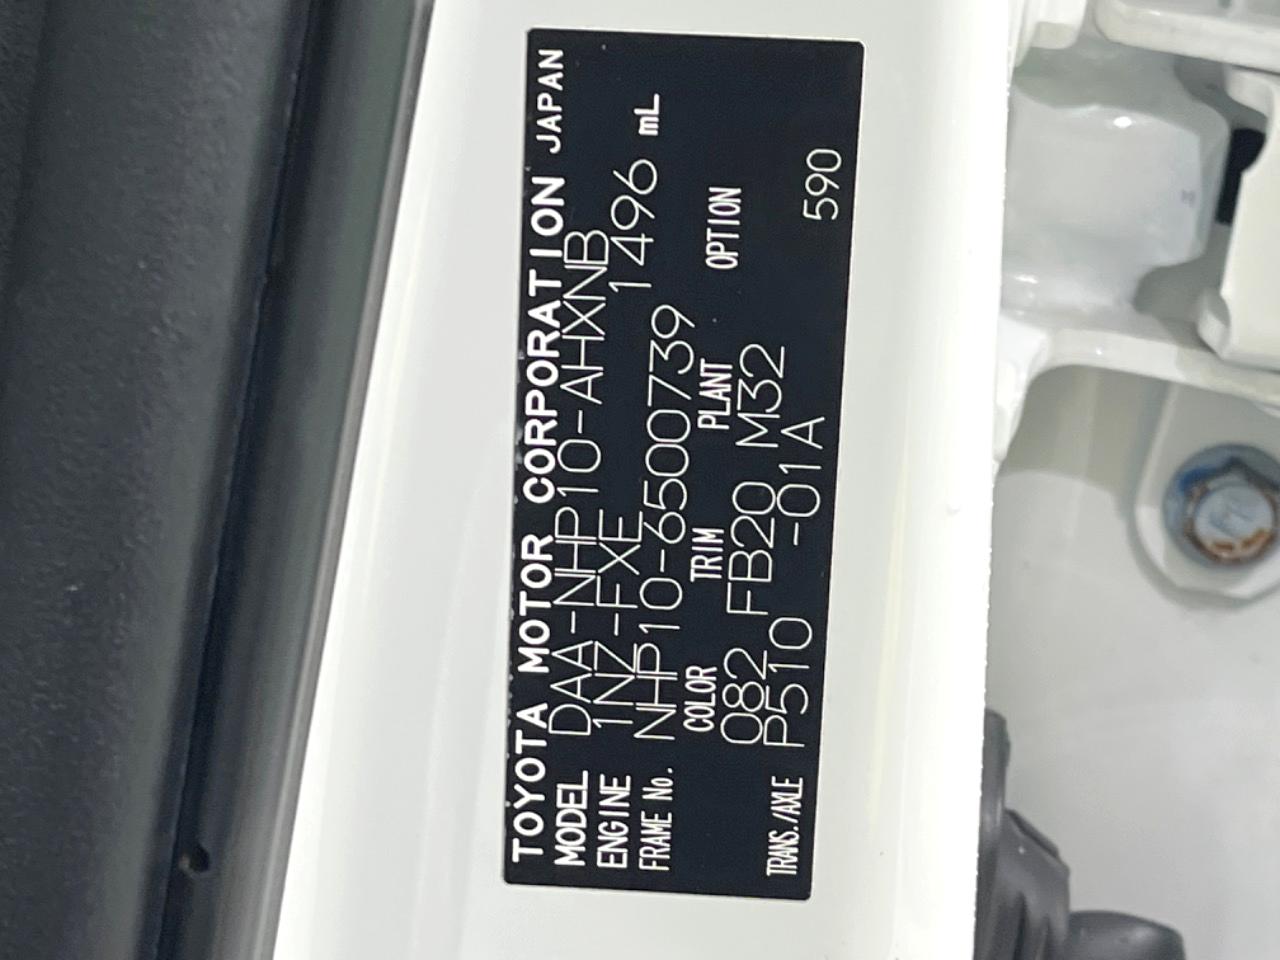 TOYOTA MOTOR CORPORATION JAPAN
MODEL DAA-NHP10-AHXNB
ENGINE 1NZ-FXE 1496 mL
FRAME No. NHP10-6500739
COLOR TRIM PLANT OPTION
082 FB20 M32
TRANS./AXLE P510 -01A 590